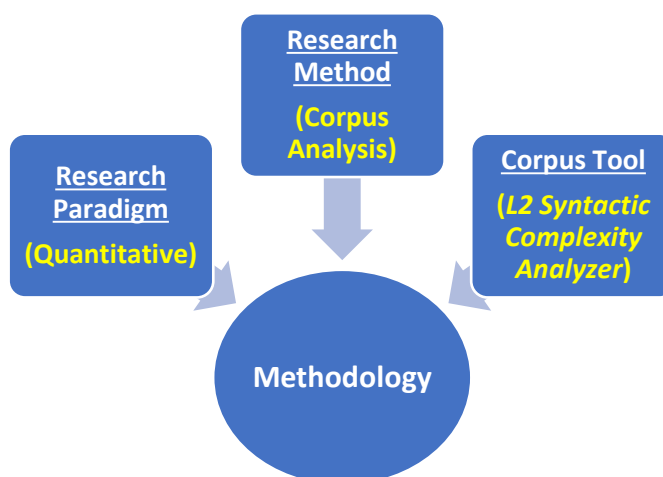 Research
Paradigm
(Quantitative)
Research
Method
(Corpus
Analysis)
Corpus Tool
(L2 Syntactic
Complexity
Analyzer)
Methodology